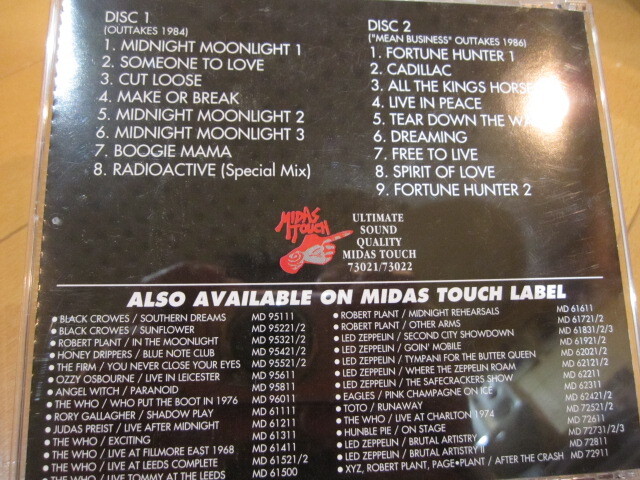 DISC 1
(OUTTAKES 1984)
1. MIDNIGHT MOONLIGHT 1
2. SOMEONE TO LOVE
3. CUT LOOSE
4. MAKE OR BREAK
5. MIDNIGHT MOONLIGHT 2
6. MIDNIGHT MOONLIGHT 3
7. BOOGIE MAMA
8. RADIOACTIVE (Special Mix)
DISC 2
("MEAN BUSINESS" OUTTAKES 1986)
1. FORTUNE HUNTER 1
2. CADILLAC
3. ALL THE KINGS HORSE
4. LIVE IN PEACE
5. TEAR DOWN THE WA
6. DREAMING
7. FREE TO LIVE
8. SPIRIT OF LOVE
9. FORTUNE HUNTER 2
MIDAS
TOUCH
ULTIMATE
SOUND
QUALITY
MIDAS TOUCH
73021/73022
ALSO AVAILABLE ON MIDAS TOUCH LABEL
• BLACK CROWES / SOUTHERN DREAMS MD 95111
• BLACK CROWES / SUNFLOWER MD 95221/2
• ROBERT PLANT / IN THE MOONLIGHT MD 95321/2
• HONEY DRIPPERS / BLUE NOTE CLUB MD 95421/2
• THE FIRM / YOU NEVER CLOSE YOUR EYES MD 95521/2
• OZZY OSBOURNE / LIVE IN LEICESTER MD 95611
• ANGEL WITCH / PARANOID MD 95811
• THE WHO / WHO PUT THE BOOT IN 1976 MD 96011
• RORY GALLAGHER / SHADOW PLAY MD 61111
• JUDAS PREIST / LIVE AFTER MIDNIGHT MD 61211
• THE WHO / EXCITING MD 61311
• THE WHO / LIVE AT FILLMORE EAST 1968 MD 61411
• THE WHO / LIVE AT LEEDS COMPLETE MD 61521/2
THE WHO / LIVE TOMMY AT THE LEEDS MD 61500
• ROBERT PLANT / MIDNIGHT REHEARSALS MD 61611
• ROBERT PLANT / OTHER ARMS MD 61721/2
• LED ZEPPELIN / SECOND CITY SHOWDOWN MD 61831/2/3
• LED ZEPPELIN / GOIN' MOBILE MD 61921/2
• LED ZEPPELIN / TYMPANI FOR THE BUTTER QUEEN MD 62021/2
• LED ZEPPELIN / WHERE THE ZEPPELIN ROAM MD 62121/2
• LED ZEPPELIN / THE SAFECRACKERS SHOW MD 62211
• EAGLES / PINK CHAMPAGNE ON ICE MD 62311
• TOTO / RUNAWAY MD 62421/2
• THE WHO / LIVE AT CHARLTON 1974 MD 72521/2
• HUNBLE PIE / ON STAGE MD 72611
• LED ZEPPELIN / BRUTAL ARTISTRY MD 72731/2/3
• LED ZEPPELIN / BRUTAL ARTISTRY II MD 72811
• XYZ, ROBERT PLANT, PAGE•PLANT / AFTER THE CRASH MD 72911